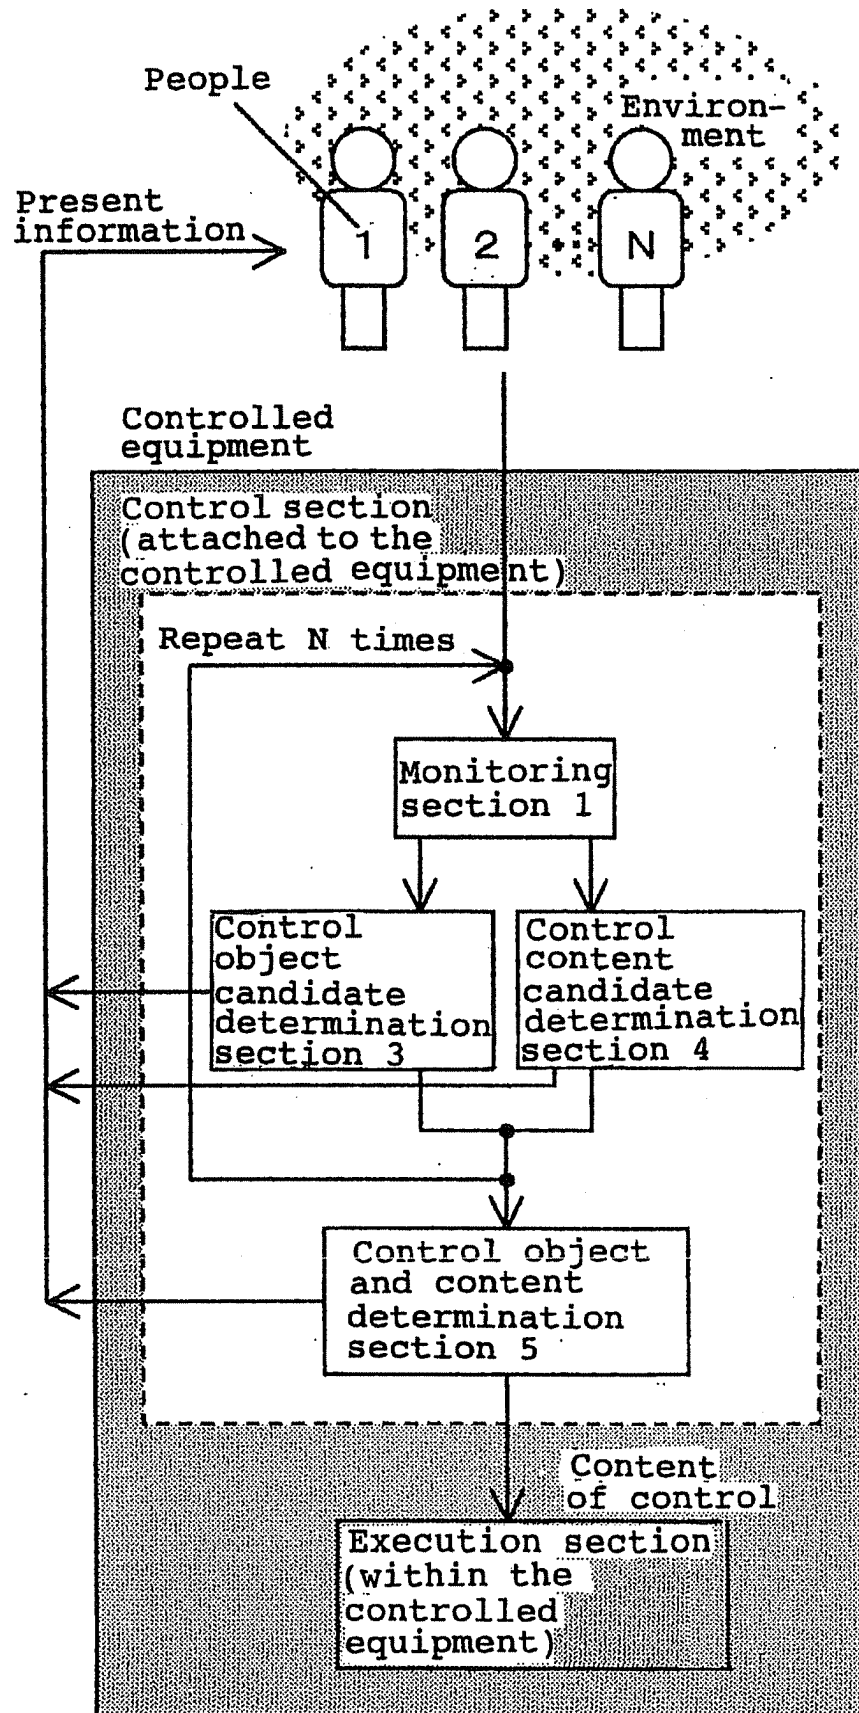 People
Environ-
ment
Present
information
1
2
N
Controlled
equipment
Control section
(attached to the
controlled equipment)
Repeat N times
Monitoring
section 1
Control
object
candidate
determination
section 3
Control
content
candidate
determination
section 4
Control object
and content
determination
section 5
Content
of control
Execution section
(within the
controlled
equipment)